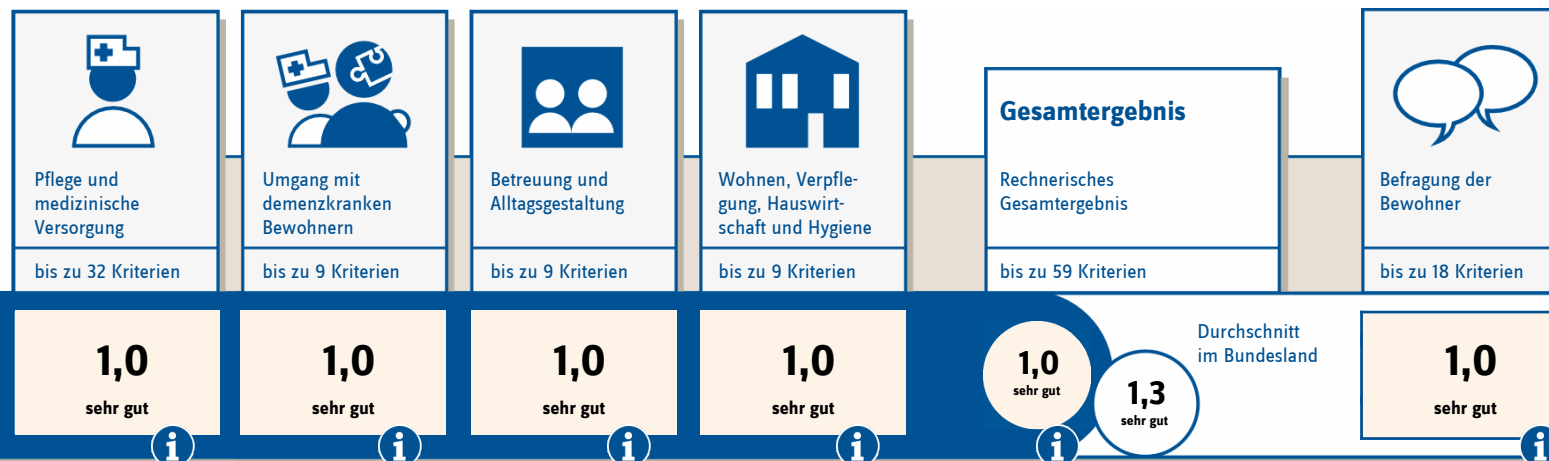 Pflege und
medizinische
Versorgung
bis zu 32 Kriterien
1,0
sehr gut
i
Umgang mit
demenzkranken
Bewohnern
bis zu 9 Kriterien
1,0
sehr gut
i
Betreuung und
Alltagsgestaltung
bis zu 9 Kriterien
1,0
sehr gut
i
Wohnen, Verpfle-
gung, Hauswirt-
schaft und Hygiene
bis zu 9 Kriterien
1,0
sehr gut
i
Gesamtergebnis
Rechnerisches
Gesamtergebnis
bis zu 59 Kriterien
1,0
sehr gut
i
1,3
sehr gut
Durchschnitt
im Bundesland
Befragung der
Bewohner
bis zu 18 Kriterien
1,0
sehr gut
i